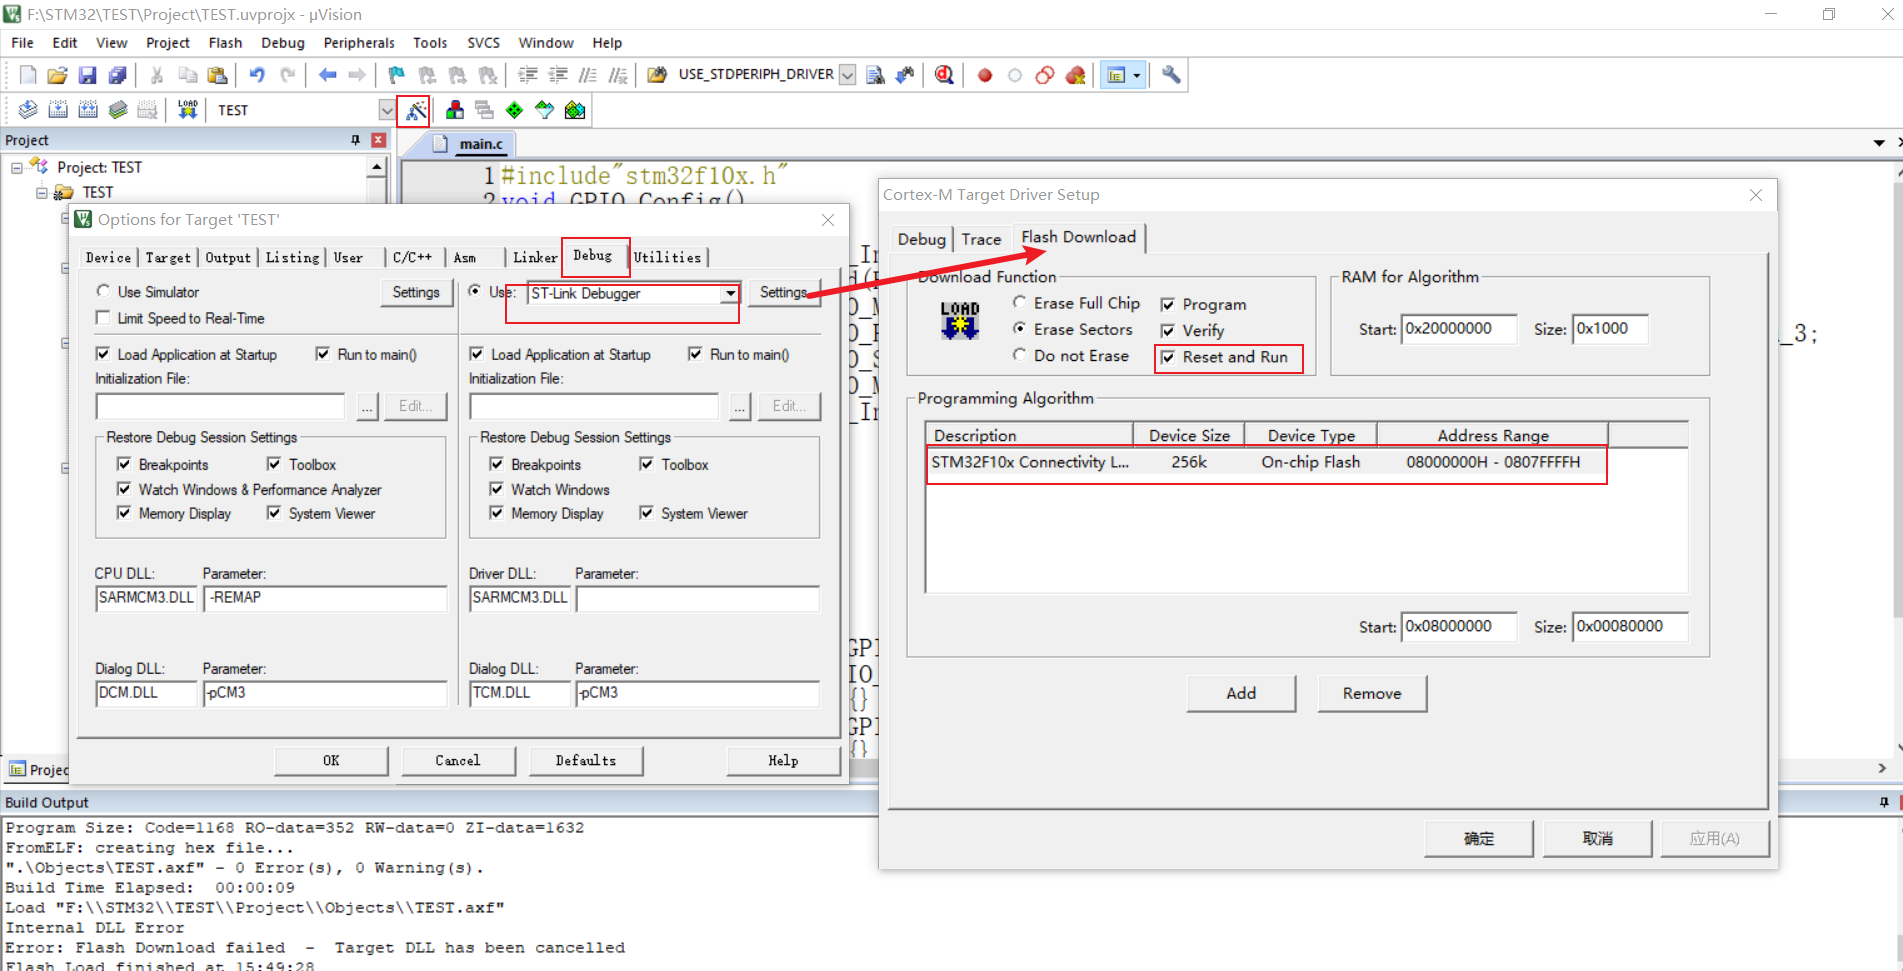 F:\STM32\TEST\Project\TEST.uvprojx - µVision
File Edit View Project Flash Debug Peripherals Tools SVCS Window Help
USE_STDPERIPH_DRIVER
LOAD TEST
Project
main.c
Project: TEST
TEST
1 #include"stm32f10x.h"
2 void GPIO_Config()
Options for Target 'TEST'
Device Target Output Listing User C/C++ Asm Linker Debug Utilities
Use Simulator Settings Use: ST-Link Debugger Settings
Limit Speed to Real-Time
Load Application at Startup Run to main() Load Application at Startup Run to main()
Initialization File: Initialization File:
... Edit... ... Edit...
Restore Debug Session Settings Restore Debug Session Settings
Breakpoints Toolbox Breakpoints Toolbox
Watch Windows & Performance Analyzer Watch Windows
Memory Display System Viewer Memory Display System Viewer
CPU DLL: Parameter: Driver DLL: Parameter:
SARMCM3.DLL -REMAP SARMCM3.DLL
Dialog DLL: Parameter: Dialog DLL: Parameter:
DCM.DLL -pCM3 TCM.DLL -pCM3
OK Cancel Defaults Help
Cortex-M Target Driver Setup
Debug Trace Flash Download
Download Function RAM for Algorithm
LOAD Erase Full Chip Program
Erase Sectors Verify Start: 0x20000000 Size: 0x1000
Do not Erase Reset and Run
_3;
Programming Algorithm
Description Device Size Device Type Address Range
STM32F10x Connectivity L... 256k On-chip Flash 08000000H - 0807FFFFH
Start: 0x08000000 Size: 0x00080000
Add Remove
确定 取消 应用(A)
{}
{}
Projec
Build Output
Program Size: Code=1168 RO-data=352 RW-data=0 ZI-data=1632
FromELF: creating hex file...
".\Objects\TEST.axf" - 0 Error(s), 0 Warning(s).
Build Time Elapsed: 00:00:09
Load "F:\\STM32\\TEST\\Project\\Objects\\TEST.axf"
Internal DLL Error
Error: Flash Download failed - Target DLL has been cancelled
Flash Load finished at 15:49:28